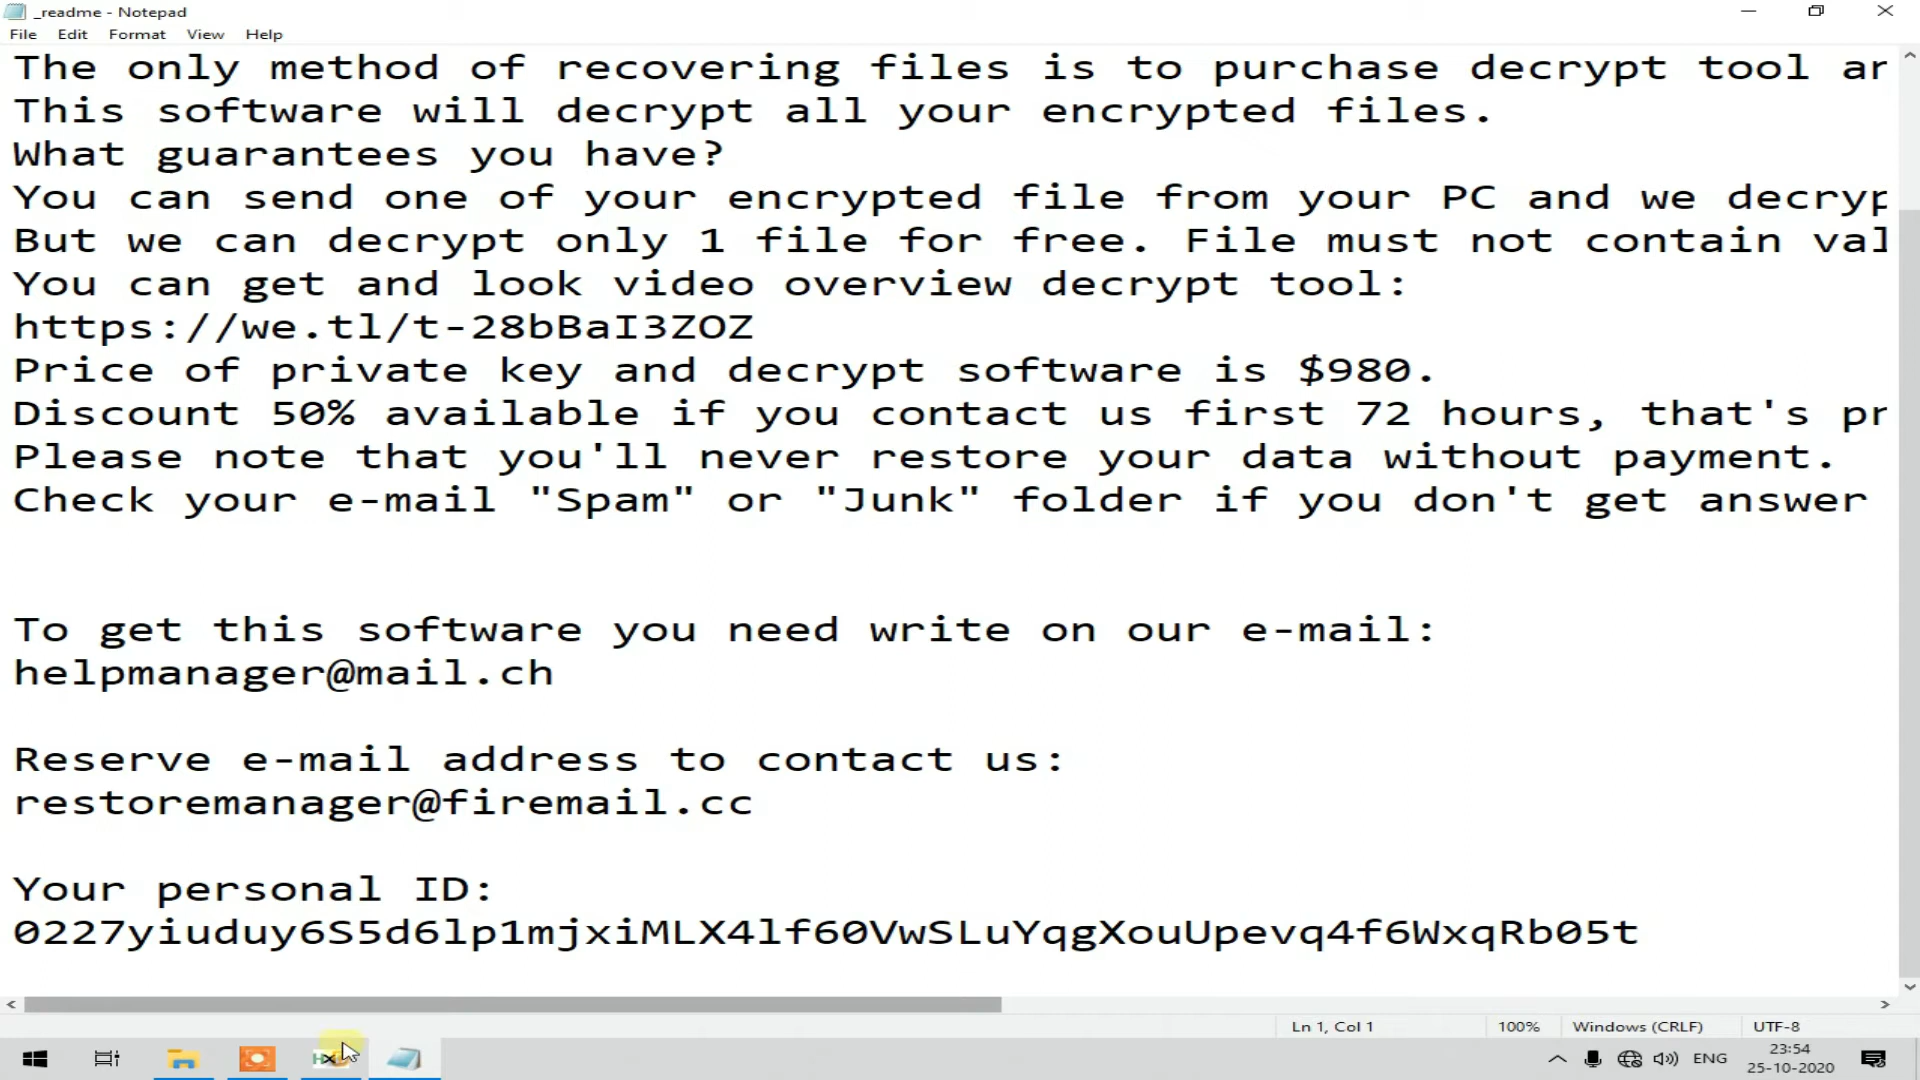 _readme - Notepad
File Edit Format View Help
The only method of recovering files is to purchase decrypt tool an
This software will decrypt all your encrypted files.
What guarantees you have?
You can send one of your encrypted file from your PC and we decryp
But we can decrypt only 1 file for free. File must not contain val
You can get and look video overview decrypt tool:
https://we.tl/t-28bBaI3ZOZ
Price of private key and decrypt software is $980.
Discount 50% available if you contact us first 72 hours, that's pr
Please note that you'll never restore your data without payment.
Check your e-mail "Spam" or "Junk" folder if you don't get answer
To get this software you need write on our e-mail:
helpmanager@mail.ch
Reserve e-mail address to contact us:
restoremanager@firemail.cc
Your personal ID:
0227yiuduy6S5d6lp1mjxiMLX4lf60VwSLuYqgXouUpevq4f6WxqRb05t
Ln 1, Col 1 100% Windows (CRLF) UTF-8
ENG 23:54
25-10-2020